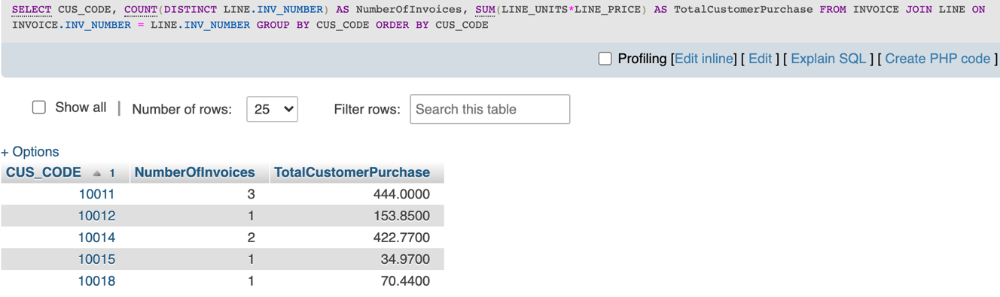 SELECT CUS_CODE, COUNT(DISTINCT LINE.INV_NUMBER) AS NumberOfInvoices, SUM(LINE_UNITS*LINE_PRICE) AS TotalCustomerPurchase FROM INVOICE JOIN LINE ON
INVOICE.INV_NUMBER = LINE.INV_NUMBER GROUP BY CUS_CODE ORDER BY CUS_CODE
Profiling [Edit inline] [ Edit ] [ Explain SQL ] [ Create PHP code ]
Show all | Number of rows: 25 Filter rows: Search this table
+ Options
CUS_CODE 1 NumberOfInvoices TotalCustomerPurchase
10011 3 444.0000
10012 1 153.8500
10014 2 422.7700
10015 1 34.9700
10018 1 70.4400